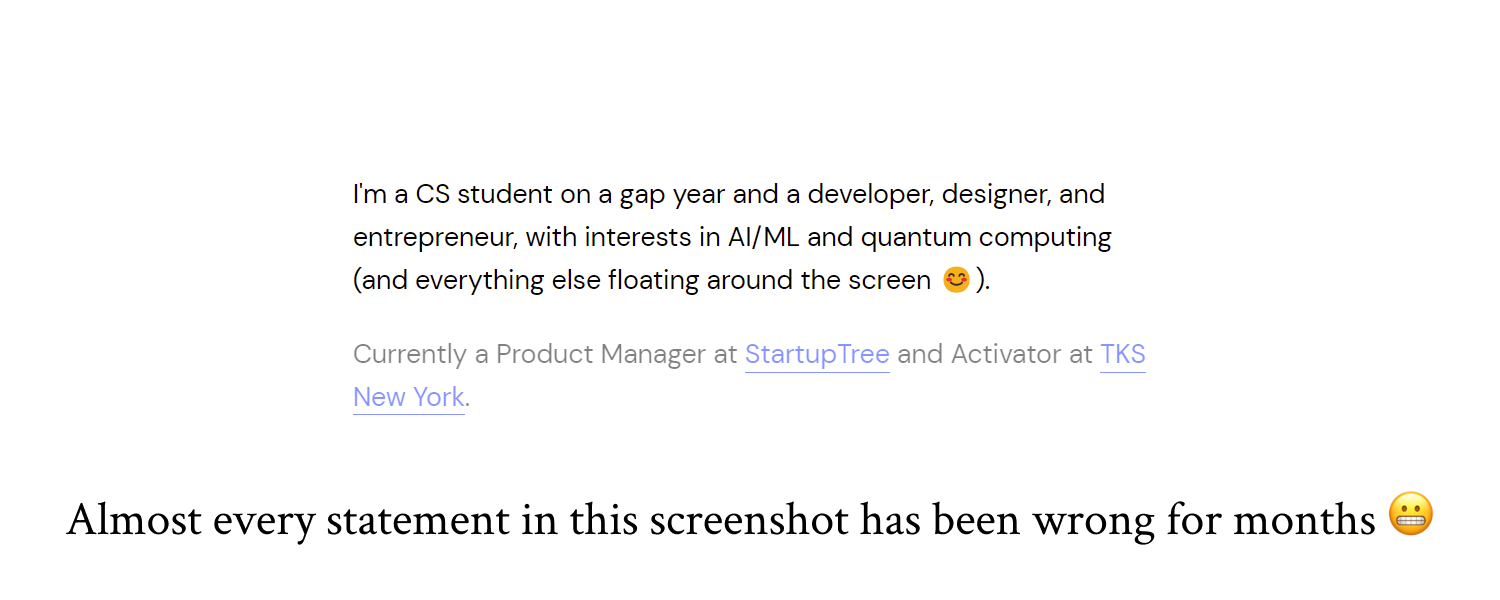 I'm a CS student on a gap year and a developer, designer, and
entrepreneur, with interests in AI/ML and quantum computing
(and everything else floating around the screen 😊 ).
Currently a Product Manager at StartupTree and Activator at TKS
New York.
Almost every statement in this screenshot has been wrong for months 😬